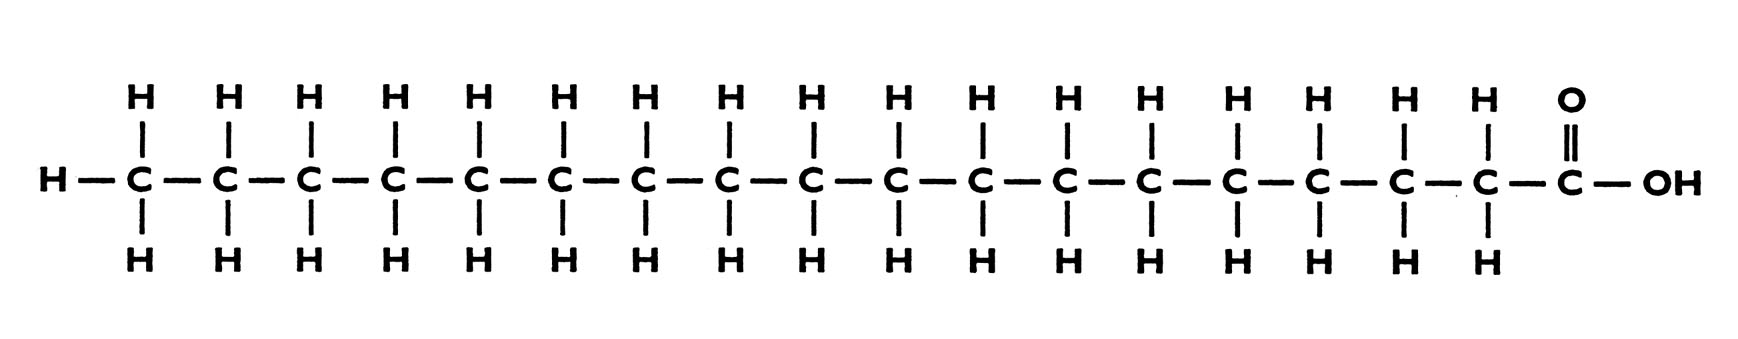 H H H H H H H H H H H H H H H H H O
H — C — C — C — C — C — C — C — C — C — C — C — C — C — C — C — C — C — C — OH
H H H H H H H H H H H H H H H H H